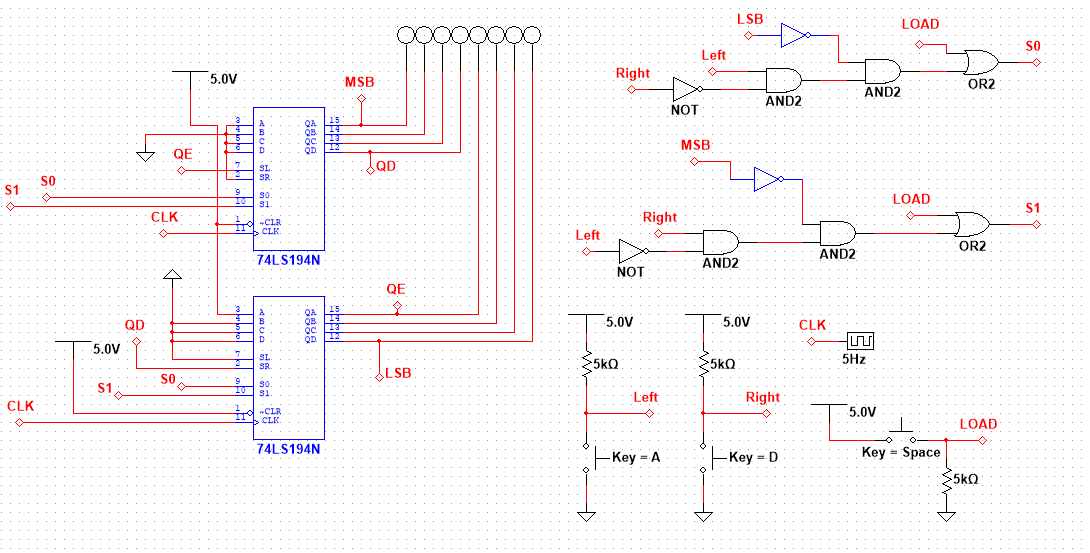 5.0V
MSB
3 A QA 15
4 B QB 14
5 C QC 13
6 D QD 12
QE
QD
7 SL
2 SR
S0
S1
9 S0
10 S1
CLK
1 ~CLR
11 CLK
74LS194N
QE
3 A QA 15
4 B QB 14
5 C QC 13
6 D QD 12
QD
5.0V
7 SL
2 SR
LSB
S0
S1
9 S0
10 S1
CLK
1 ~CLR
11 CLK
74LS194N
LSB
LOAD
S0
Left
Right
OR2
AND2
AND2
NOT
MSB
LOAD
Right
S1
Left
OR2
AND2
AND2
NOT
5.0V
5kΩ
Left
Key = A
5.0V
5kΩ
Right
Key = D
CLK
5Hz
5.0V
LOAD
Key = Space
5kΩ